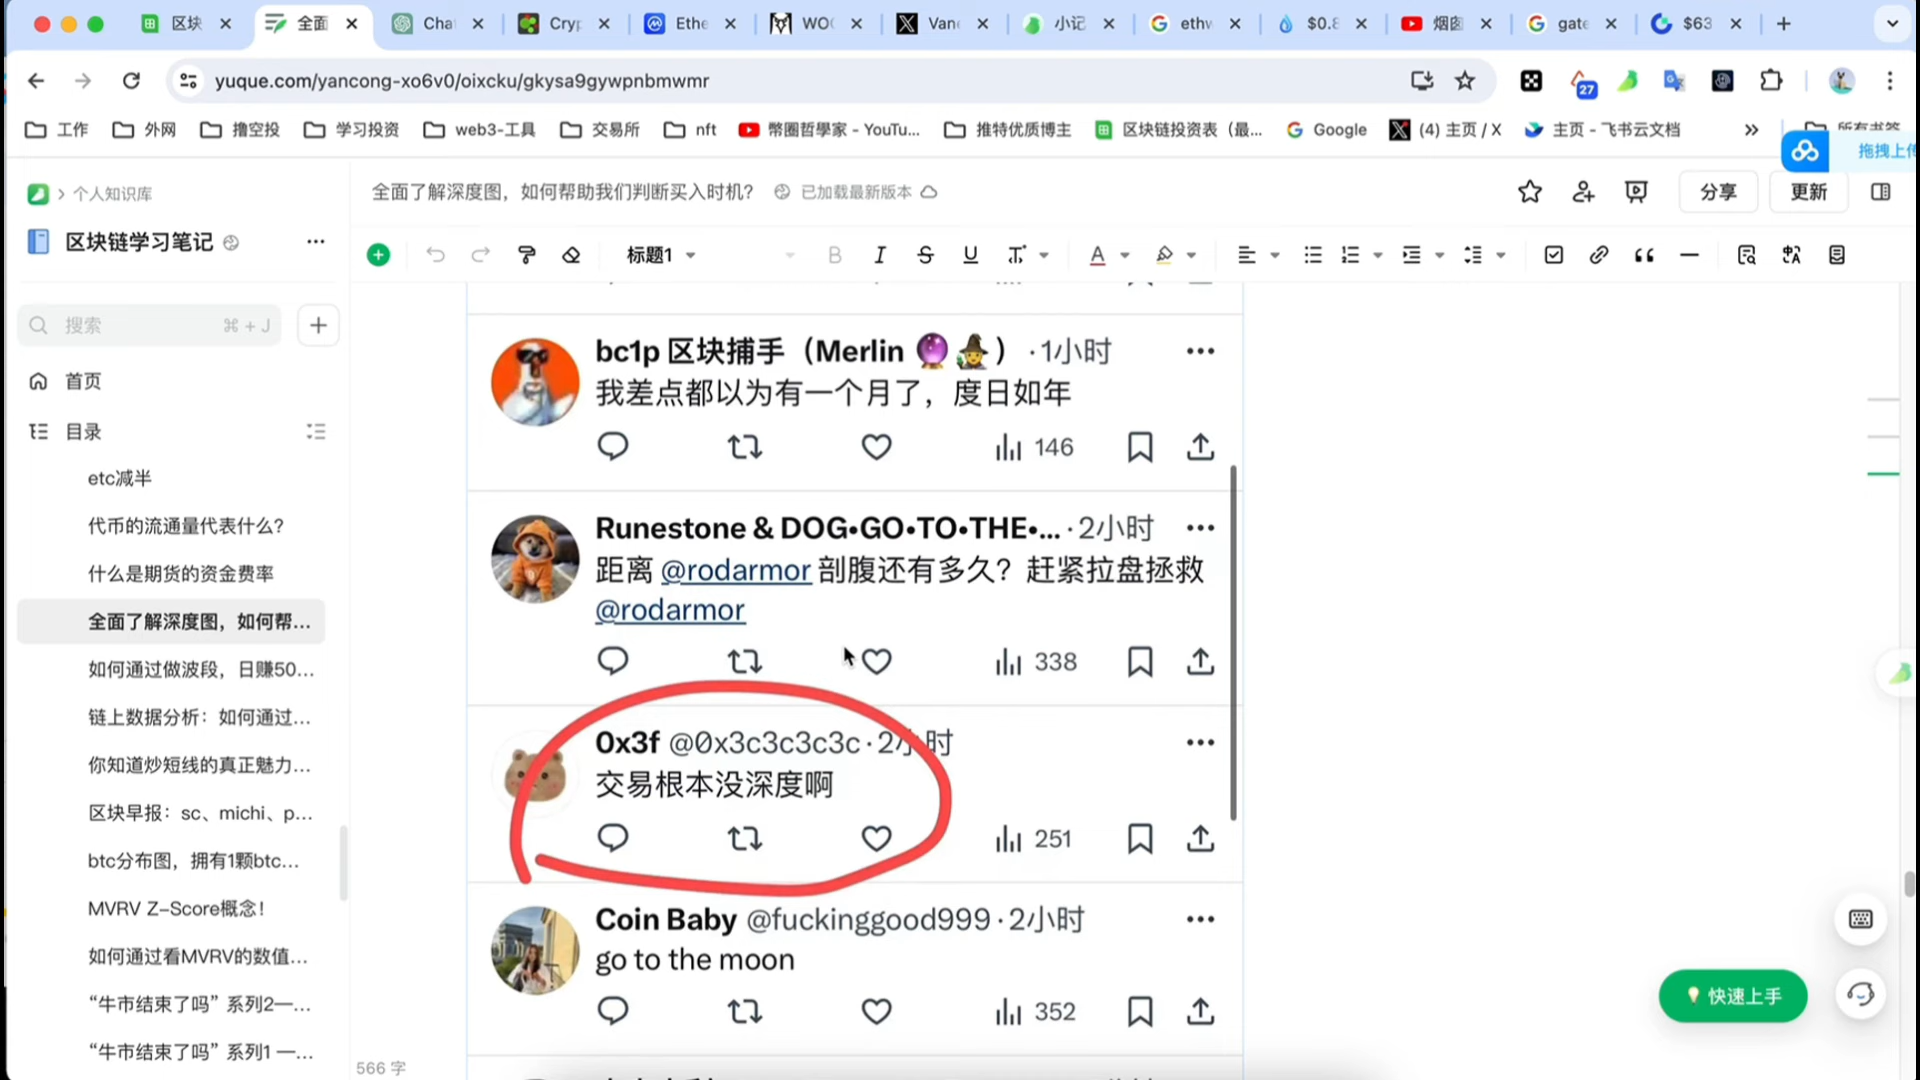 区块
全面
Cha
Cryp
Ethe
WOO
Van
小记
ethw
$0.8
烟囱
gate
$63
yuque.com/yancong-xo6v0/oixcku/gkysa9gywpnbmwmr
27
工作
外网
撸空投
学习投资
web3-工具
交易所
nft
幣圈哲學家 - YouTu...
推特优质博主
区块链投资表（最...
Google
(4) 主页 / X
主页 - 飞书云文档
»
所有书签
拖拽上传
个人知识库
全面了解深度图，如何帮助我们判断买入时机？
已加载最新版本
分享
更新
区块链学习笔记
标题1
搜索
⌘ + J
首页
目录
etc减半
代币的流通量代表什么?
什么是期货的资金费率
全面了解深度图，如何帮...
如何通过做波段，日赚50...
链上数据分析：如何通过...
你知道炒短线的真正魅力...
区块早报：sc、michi、p...
btc分布图，拥有1颗btc...
MVRV Z-Score概念！
如何通过看MVRV的数值...
“牛市结束了吗”系列2—...
“牛市结束了吗”系列1 —...
bc1p 区块捕手（Merlin 🔮🧙‍♀️） · 1小时
我差点都以为有一个月了，度日如年
146
Runestone & DOG•GO•TO•THE•... · 2小时
距离 @rodarmor 剖腹还有多久？赶紧拉盘拯救
@rodarmor
338
0x3f @0x3c3c3c3c · 2小时
交易根本没深度啊
251
Coin Baby @fuckinggood999 · 2小时
go to the moon
352
566 字
快速上手